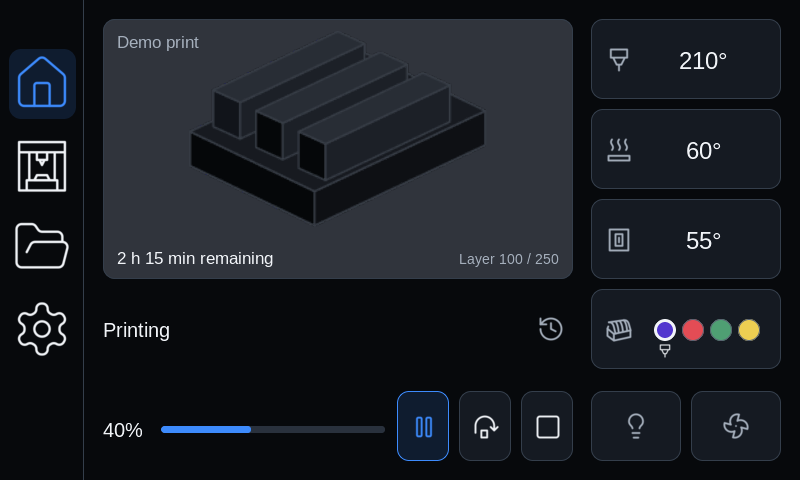 Demo print
2 h 15 min remaining
Layer 100 / 250
210°
60°
55°
Printing
40%